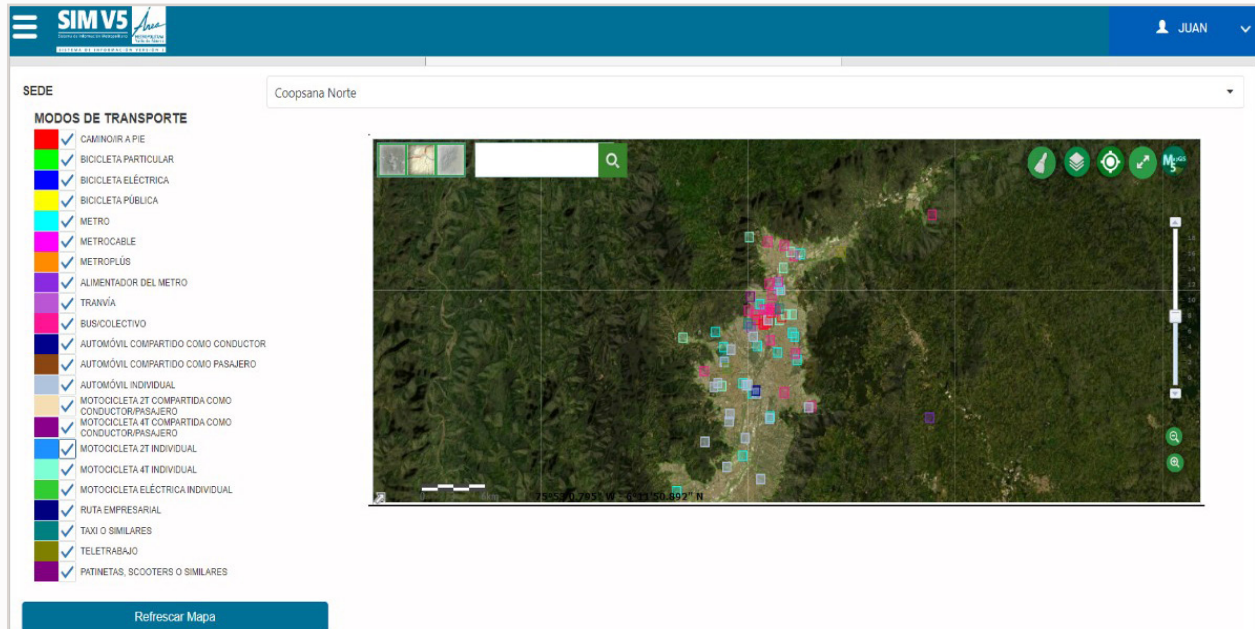 SIM V5
Área
JUAN
SEDE
Coopsana Norte
MODOS DE TRANSPORTE
CAMINO/IR A PIE
BICICLETA PARTICULAR
BICICLETA ELÉCTRICA
BICICLETA PÚBLICA
METRO
METROCABLE
METROPLÚS
ALIMENTADOR DEL METRO
TRANVÍA
BUS/COLECTIVO
AUTOMÓVIL COMPARTIDO COMO CONDUCTOR
AUTOMÓVIL COMPARTIDO COMO PASAJERO
AUTOMÓVIL INDIVIDUAL
MOTOCICLETA 2T COMPARTIDA COMO
CONDUCTOR/PASAJERO
MOTOCICLETA 4T COMPARTIDA COMO
CONDUCTOR/PASAJERO
MOTOCICLETA 2T INDIVIDUAL
MOTOCICLETA 4T INDIVIDUAL
MOTOCICLETA ELÉCTRICA INDIVIDUAL
RUTA EMPRESARIAL
TAXI O SIMILARES
TELETRABAJO
PATINETAS, SCOOTERS O SIMILARES
Refrescar Mapa